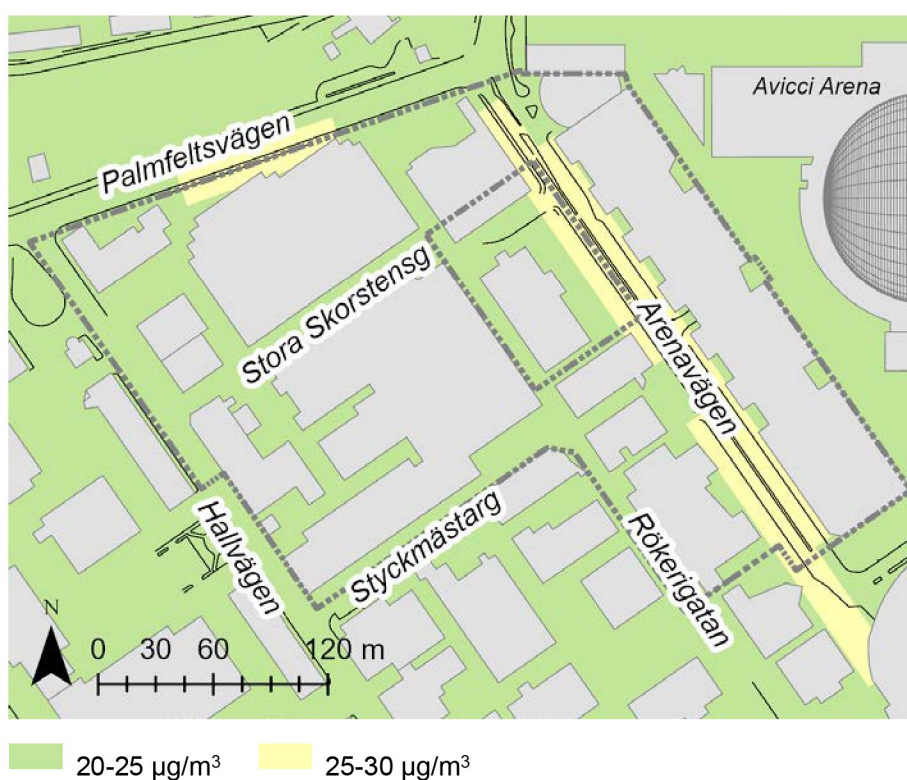 Avicci Arena
Palmfeltsvägen
Stora Skorstensg
Arenavägen
Hallvägen
Styckmästarg
Rökerigatan
N
0 30 60 120 m
20-25 µg/m³ 25-30 µg/m³